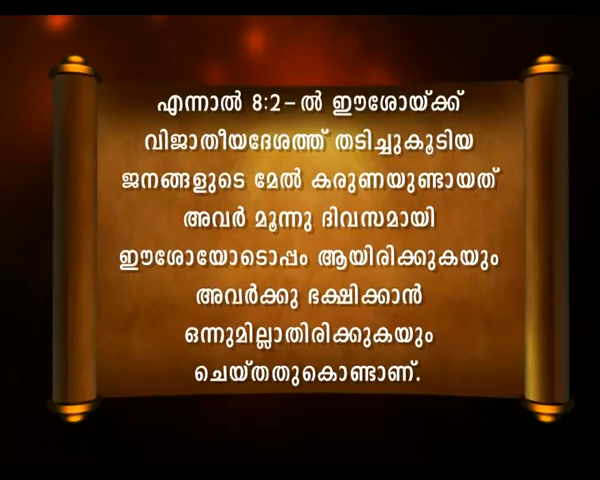 എന്നാൽ 8:2-ൽ ഈശോയ്ക്ക്
വിജാതീയദേശത്ത് തടിച്ചുകൂടിയ
ജനങ്ങളുടെ മേൽ കരുണയുണ്ടായത്
അവർ മൂന്നു ദിവസമായി
ഈശോയോടൊപ്പം ആയിരിക്കുകയും
അവർക്കു ഭക്ഷിക്കാൻ
ഒന്നുമില്ലാതിരിക്കുകയും
ചെയ്തതുകൊണ്ടാണ്.